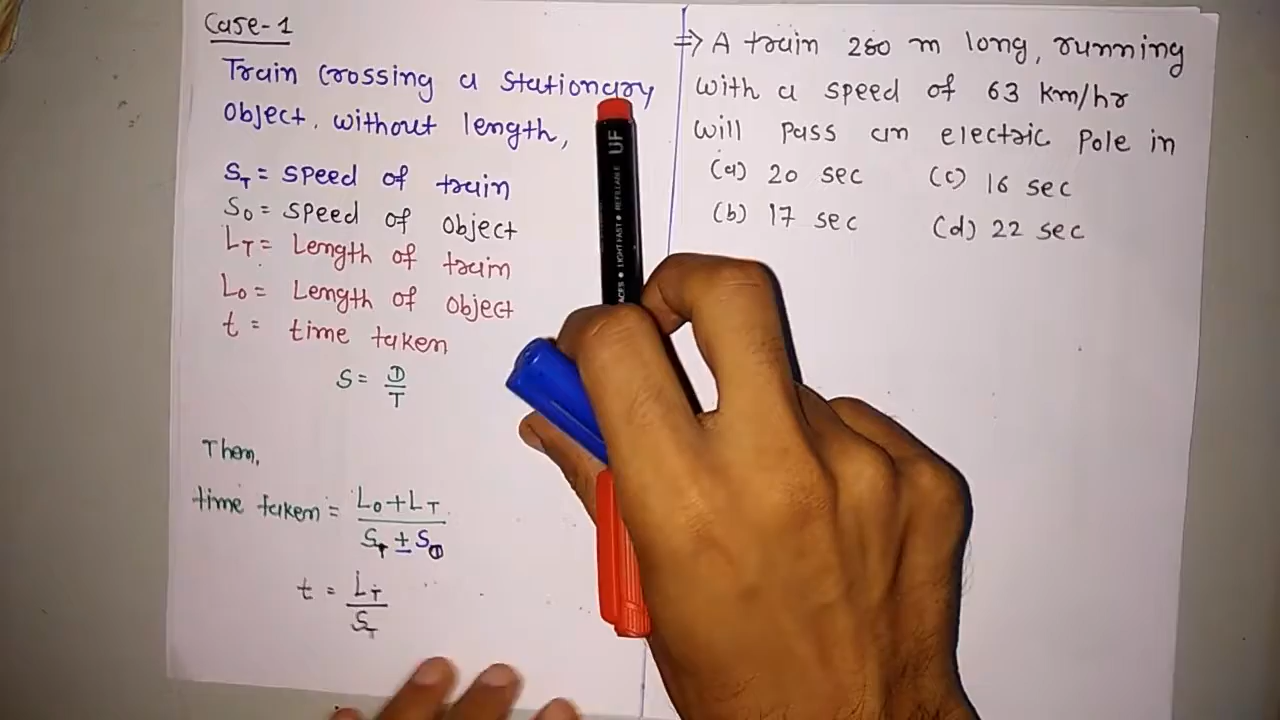 Case-1
Train Crossing a Stationary
object, without length,
ST = speed of train
SO = speed of object
LT = Length of train
LO = Length of object
t = time taken
S = D/T
Then,
time taken = LO + LT / ST ± SO
t = LT / ST
⇒ A train 280 m long, running
with a speed of 63 km/hr
will pass an electric pole in
(a) 20 sec (c) 16 sec
(b) 17 sec (d) 22 sec
UF
LIGHT FAST • REFILLABLE